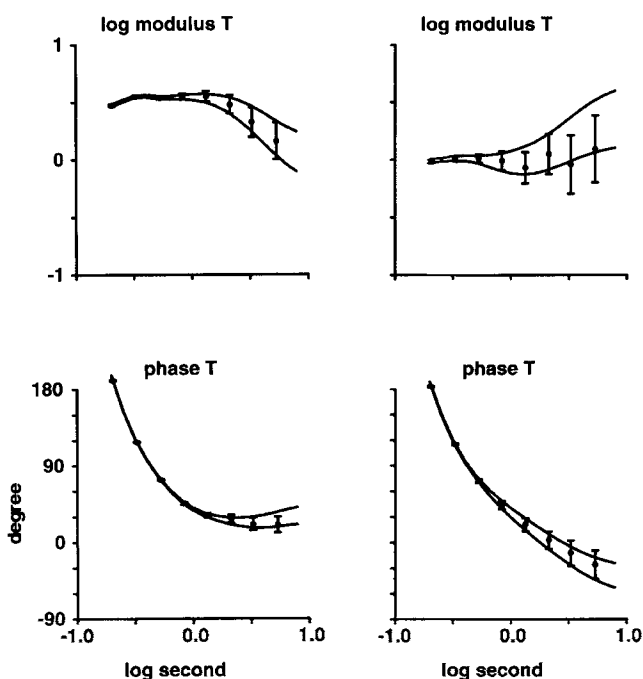 log modulus T
log modulus T
1
0
-1
phase T
phase T
180
90
0
-90
degree
-1.0
0.0
1.0
-1.0
0.0
1.0
log second
log second